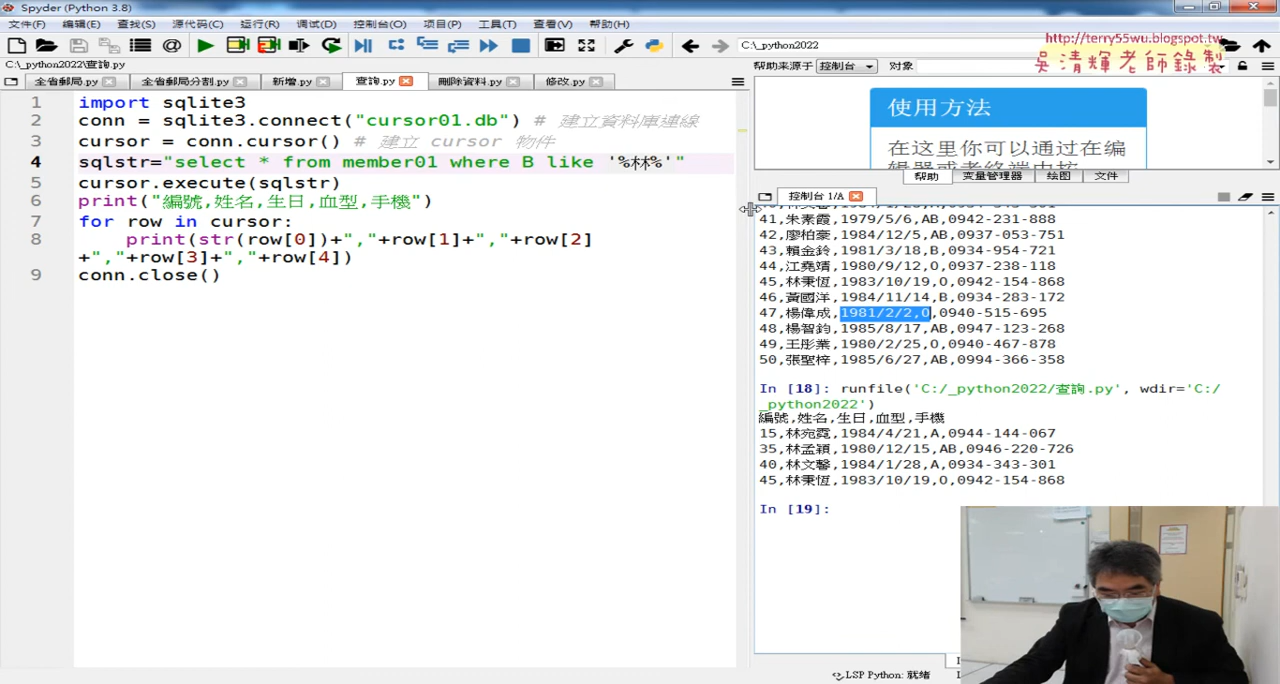 Spyder (Python 3.8)
文件(F) 编辑(E) 查找(S) 源代码(C) 运行(R) 调试(D) 控制台(O) 项目(P) 工具(T) 查看(V) 帮助(H)
C:\_python2022
http://terry55wu.blogspot.tw
吳清輝老師錄製
C:\_python2022\查詢.py
帮助来源于 控制台 对象
全省郵局.py 全省郵局分割.py 新增.py 查詢.py 刪除資料.py 修改.py
1 import sqlite3
2 conn = sqlite3.connect("cursor01.db") # 建立資料庫連線
3 cursor = conn.cursor() # 建立 cursor 物件
4 sqlstr="select * from member01 where B like '%林%'"
5 cursor.execute(sqlstr)
6 print("編號,姓名,生日,血型,手機")
7 for row in cursor:
8 print(str(row[0])+","+row[1]+","+row[2]
+","+row[3]+","+row[4])
9 conn.close()
使用方法
在这里你可以通过在编
帮助 变量管理器 绘图 文件
控制台 1/A
41,朱素霞,1979/5/6,AB,0942-231-888
42,廖柏豪,1984/12/5,AB,0937-053-751
43,賴金鈴,1981/3/18,B,0934-954-721
44,江堯靖,1980/9/12,O,0937-238-118
45,林秉恆,1983/10/19,O,0942-154-868
46,黃國洋,1984/11/14,B,0934-283-172
47,楊偉成,1981/2/2,O,0940-515-695
48,楊智鈞,1985/8/17,AB,0947-123-268
49,王彤業,1980/2/25,O,0940-467-878
50,張聖梓,1985/6/27,AB,0994-366-358
In [18]: runfile('C:/_python2022/查詢.py', wdir='C:/
_python2022')
編號,姓名,生日,血型,手機
15,林宛霓,1984/4/21,A,0944-144-067
35,林孟穎,1980/12/15,AB,0946-220-726
40,林文馨,1984/1/28,A,0934-343-301
45,林秉恆,1983/10/19,O,0942-154-868
In [19]:
LSP Python: 就绪